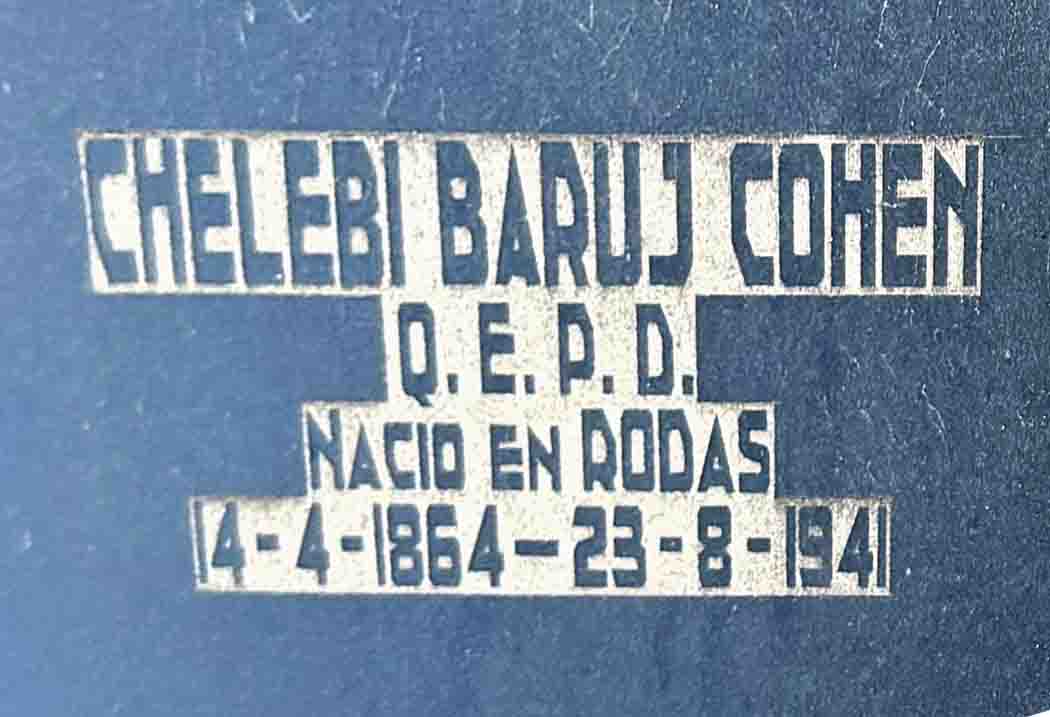 CHELEBI BARUJ COHEN
Q. E. P. D.
NACIO EN RODAS
14-4-1864-23-8-1941